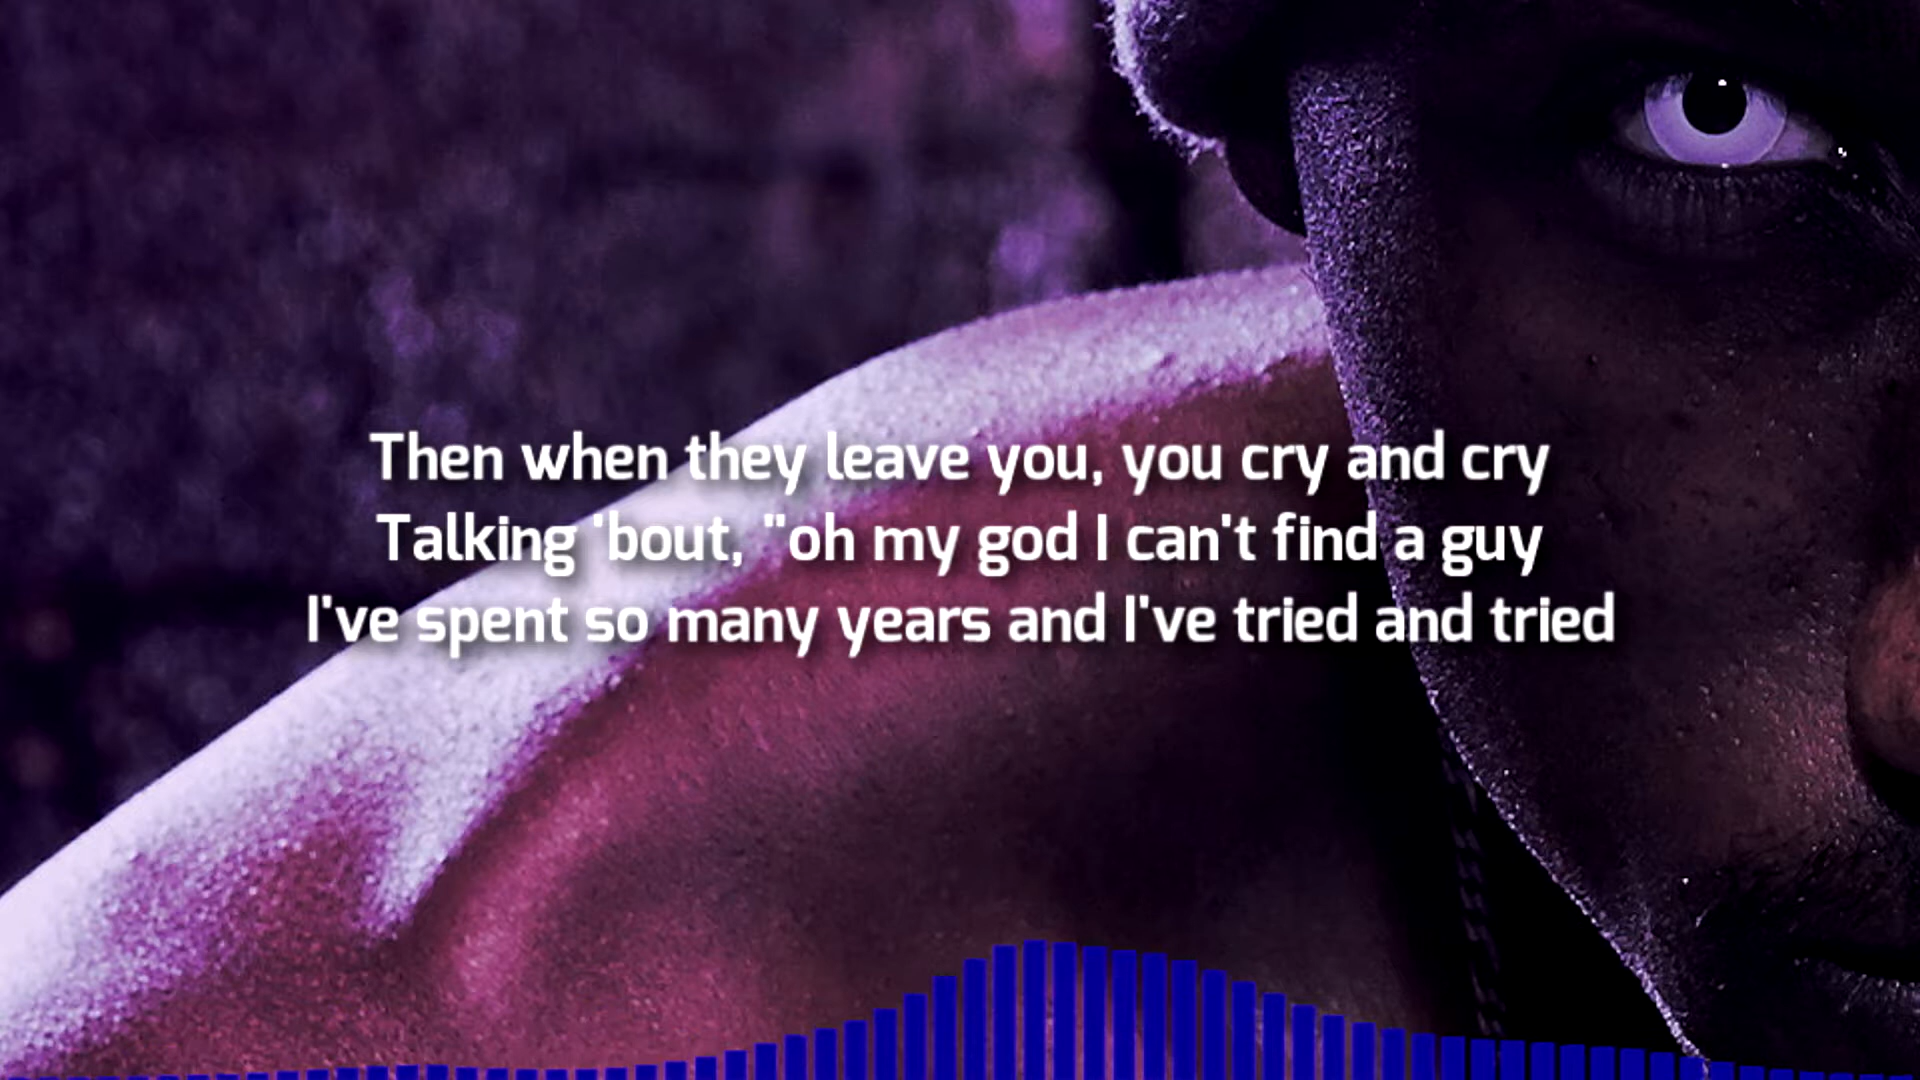 Then when they leave you, you cry and cry
Talking 'bout, "oh my god I can't find a guy
I've spent so many years and I've tried and tried